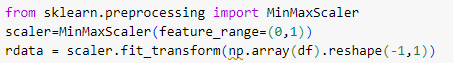 from sklearn.preprocessing import MinMaxScaler
scaler=MinMaxScaler(feature_range=(0,1))
rdata = scaler.fit_transform(np.array(df).reshape(-1,1))